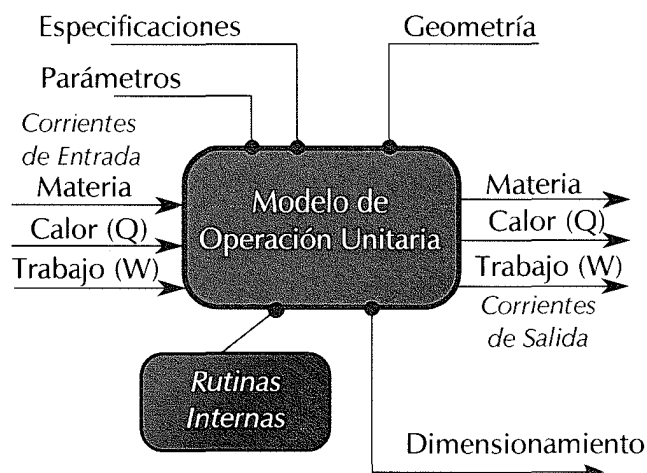 Especificaciones
Geometría
Parámetros
Corrientes
de Entrada
Materia
Calor (Q)
Trabajo (W)
Modelo de
Operación Unitaria
Materia
Calor (Q)
Trabajo (W)
Corrientes
de Salida
Rutinas
Internas
Dimensionamiento